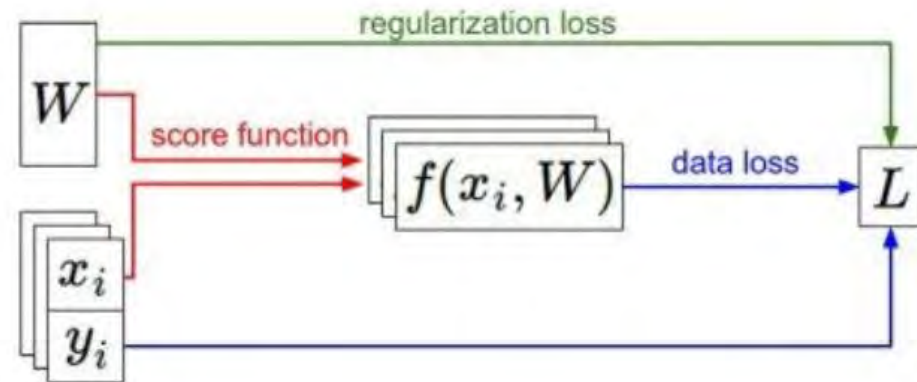 regularization loss
W
score function
f(x_i, W)
data loss
L
x_i
y_i